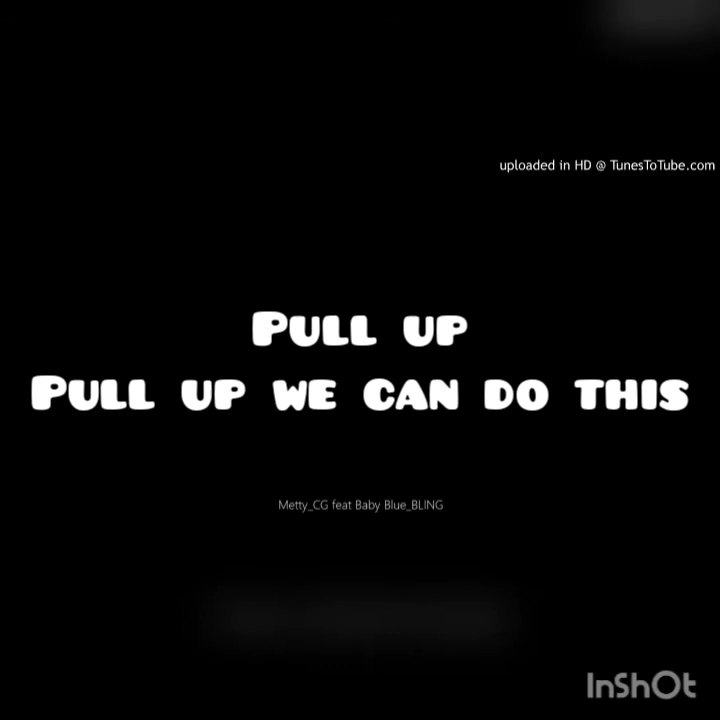 uploaded in HD @ TunesToTube.com
Pull up
Pull up we can do this
Metty_CG feat Baby Blue_BLING
InShOt